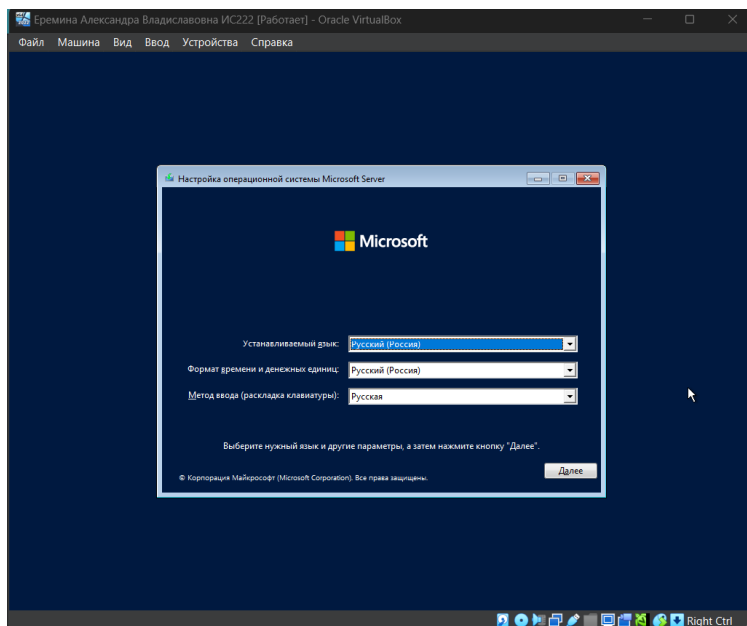 Еремина Александра Владиславовна ИС222 [Работает] - Oracle VirtualBox
Файл Машина Вид Ввод Устройства Справка
Настройка операционной системы Microsoft Server
Microsoft
Устанавливаемый язык: Русский (Россия)
Формат времени и денежных единиц: Русский (Россия)
Метод ввода (раскладка клавиатуры): Русская
Выберите нужный язык и другие параметры, а затем нажмите кнопку "Далее".
Далее
© Корпорация Майкрософт (Microsoft Corporation). Все права защищены.
Right Ctrl